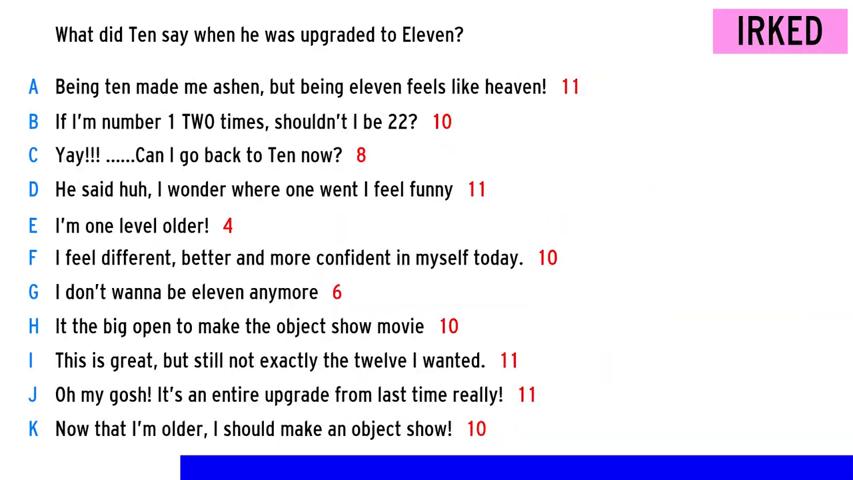 What did Ten say when he was upgraded to Eleven?
IRKED
A Being ten made me ashen, but being eleven feels like heaven! 11
B If I'm number 1 TWO times, shouldn't I be 22? 10
C Yay!!! ......Can I go back to Ten now? 8
D He said huh, I wonder where one went I feel funny 11
E I'm one level older! 4
F I feel different, better and more confident in myself today. 10
G I don't wanna be eleven anymore 6
H It the big open to make the object show movie 10
I This is great, but still not exactly the twelve I wanted. 11
J Oh my gosh! It's an entire upgrade from last time really! 11
K Now that I'm older, I should make an object show! 10